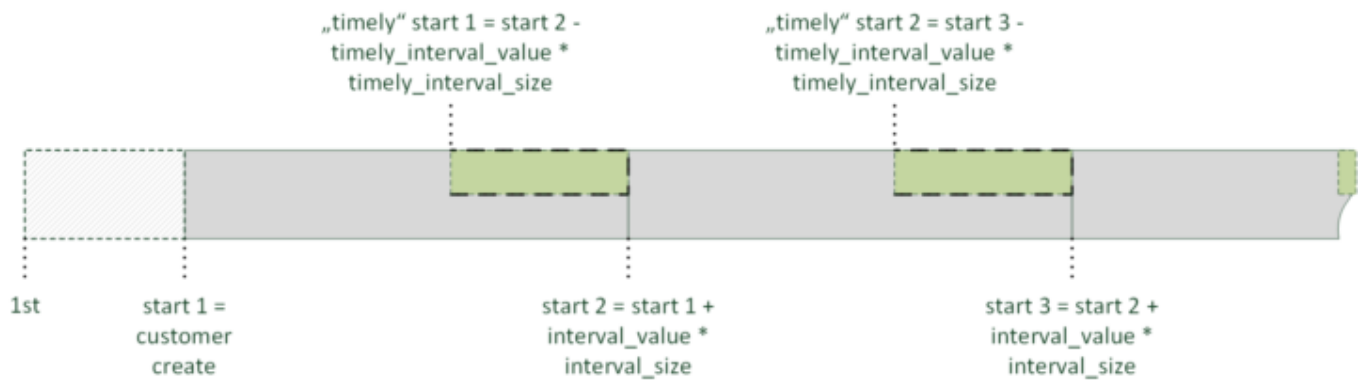 „timely“ start 1 = start 2 -
timely_interval_value *
timely_interval_size
„timely“ start 2 = start 3 -
timely_interval_value *
timely_interval_size
1st
start 1 =
customer
create
start 2 = start 1 +
interval_value *
interval_size
start 3 = start 2 +
interval_value *
interval_size